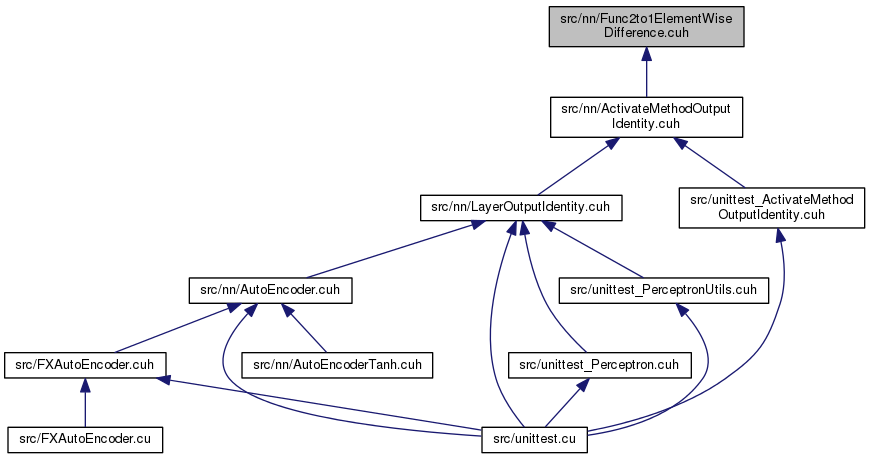 src/nn/Func2to1ElementWise
Difference.cuh
src/nn/ActivateMethodOutput
Identity.cuh
src/nn/LayerOutputIdentity.cuh
src/unittest_ActivateMethod
OutputIdentity.cuh
src/nn/AutoEncoder.cuh
src/unittest_PerceptronUtils.cuh
src/FXAutoEncoder.cuh
src/nn/AutoEncoderTanh.cuh
src/unittest_Perceptron.cuh
src/FXAutoEncoder.cu
src/unittest.cu